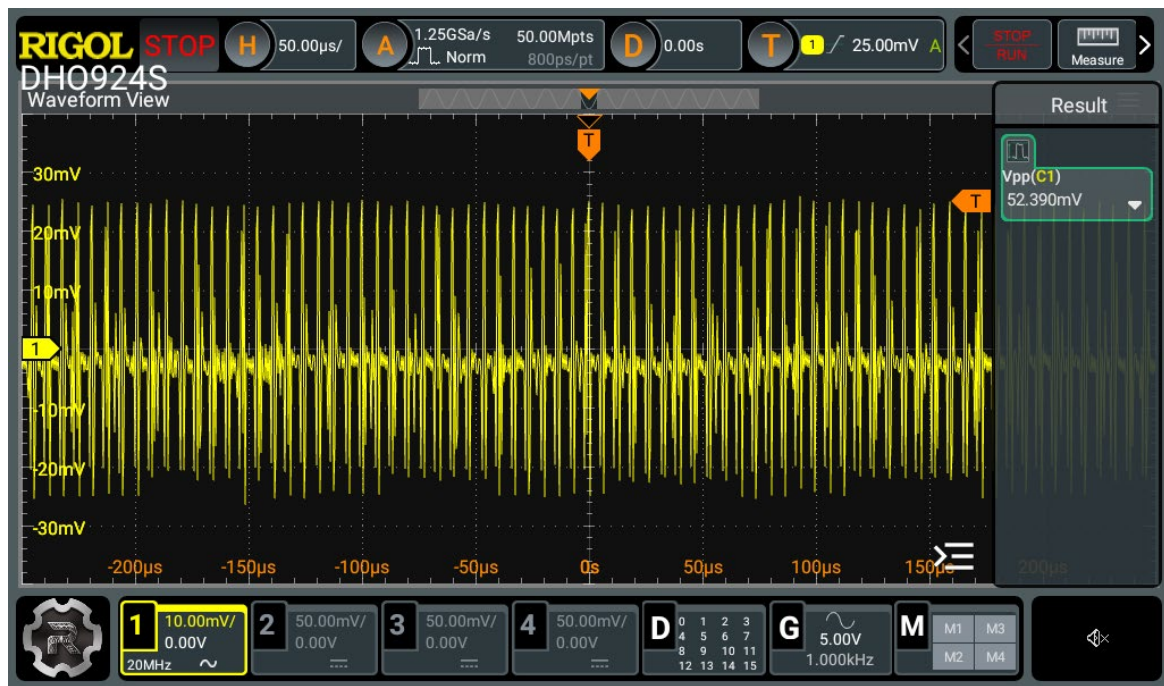 RIGOL STOP H 50.00μs/ A 1.25GSa/s 50.00Mpts D 0.00s T 1 25.00mV A < STOP >
Norm 800ps/pt RUN Measure
DHO924S
Waveform View
Result
T
30mV
Vpp(C1)
52.390mV
T
20mV
10mV
1
-10mV
-20mV
-30mV
-200μs -150μs -100μs -50μs 0s 50μs 100μs 150μs 200μs
1 10.00mV/ 2 50.00mV/ 3 50.00mV/ 4 50.00mV/ D 0 1 2 3 G M M1 M3
0.00V 0.00V 0.00V 0.00V 4 5 6 7 5.00V
20MHz 8 9 10 11 1.000kHz M2 M4
12 13 14 15
R